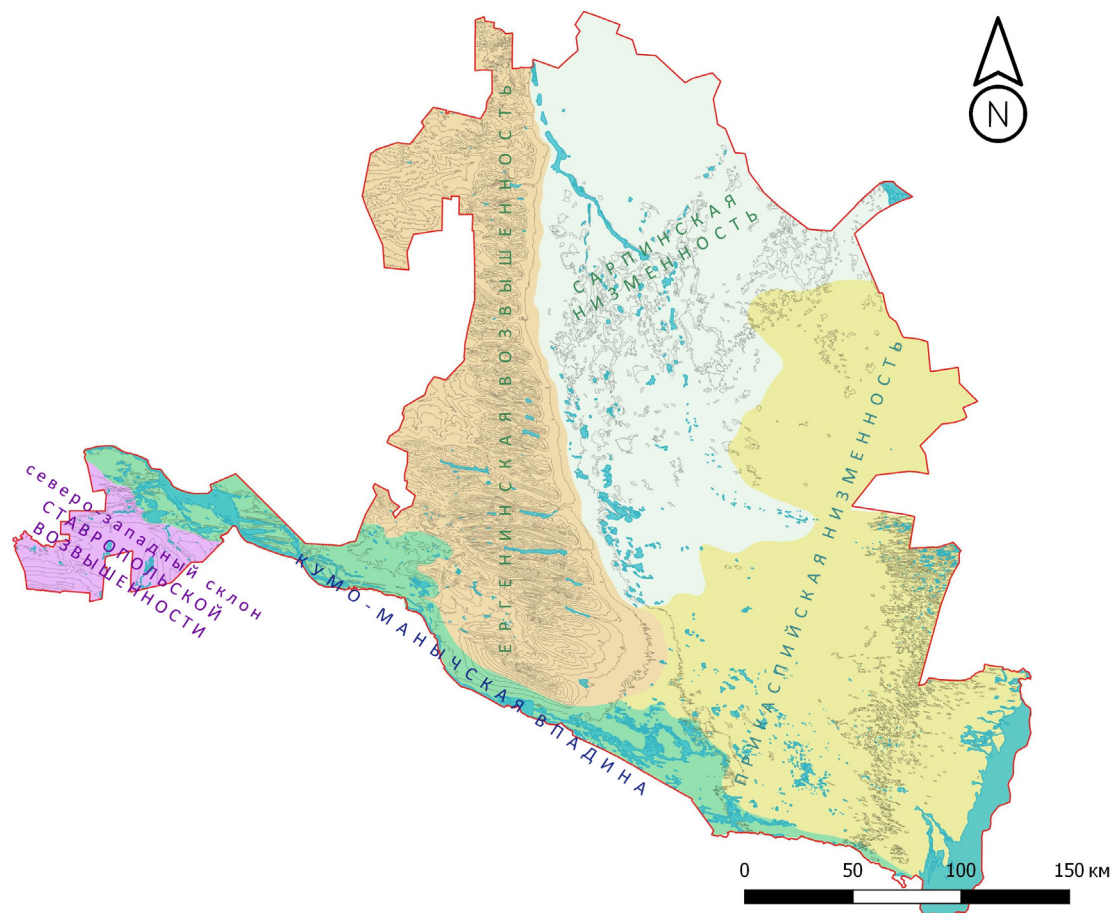 N
ЕРГЕНИНСКАЯ ВОЗВЫШЕННОСТЬ
САРПИНСКАЯ
НИЗМЕННОСТЬ
ПРИКАСПИЙСКАЯ НИЗМЕННОСТЬ
северо-западный склон
СТАВРОПОЛЬСКОЙ
ВОЗВЫШЕННОСТИ
КУМО-МАНЫЧСКАЯ ВПАДИНА
0 50 100 150 км